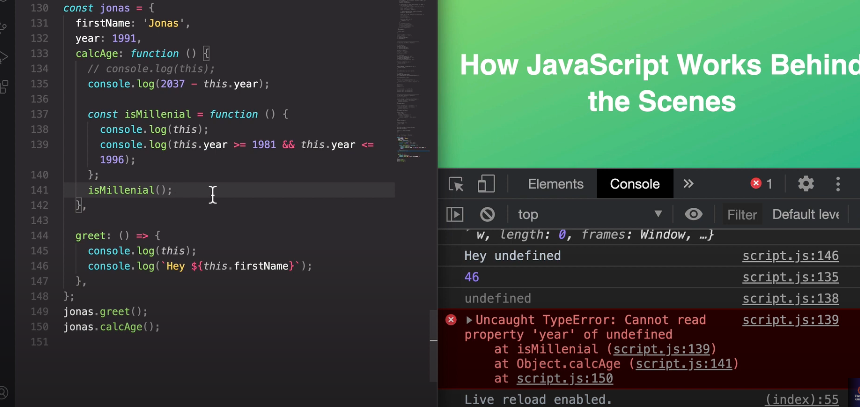 130 const jonas = {
131 firstName: 'Jonas',
132 year: 1991,
133 calcAge: function () {
134 // console.log(this);
135 console.log(2037 - this.year);
136
137 const isMillenial = function () {
138 console.log(this);
139 console.log(this.year >= 1981 && this.year <=
1996);
140 };
141 isMillenial();
142 },
143
144 greet: () => {
145 console.log(this);
146 console.log(`Hey ${this.firstName}`);
147 },
148 };
149 jonas.greet();
150 jonas.calcAge();
151
How JavaScript Works Behind
the Scenes
Elements Console » 1
top Filter Default leve
w, length: 0, frames: Window, …}
Hey undefined script.js:146
46 script.js:135
undefined script.js:138
Uncaught TypeError: Cannot read script.js:139
property 'year' of undefined
at isMillenial (script.js:139)
at Object.calcAge (script.js:141)
at script.js:150
Live reload enabled. (index):55